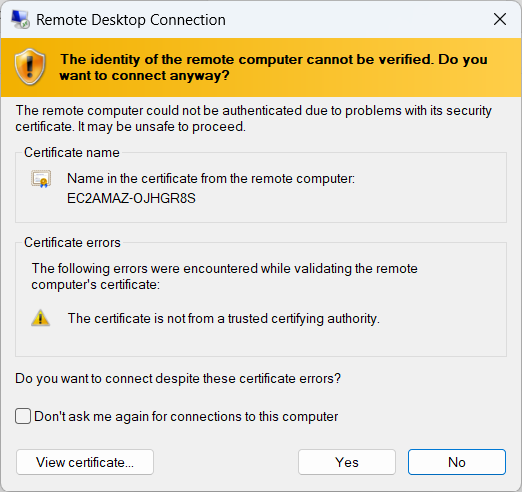 Remote Desktop Connection
The identity of the remote computer cannot be verified. Do you
want to connect anyway?
The remote computer could not be authenticated due to problems with its security
certificate. It may be unsafe to proceed.
Certificate name
Name in the certificate from the remote computer:
EC2AMAZ-OJHGR8S
Certificate errors
The following errors were encountered while validating the remote
computer's certificate:
The certificate is not from a trusted certifying authority.
Do you want to connect despite these certificate errors?
Don't ask me again for connections to this computer
View certificate...
Yes
No